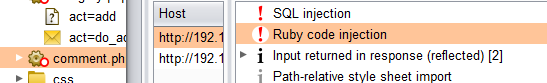 act=add
act=do_ac
comment.ph
css
Host
http://192.1
http://192.1
SQL injection
Ruby code injection
Input returned in response (reflected) [2]
Path-relative style sheet import